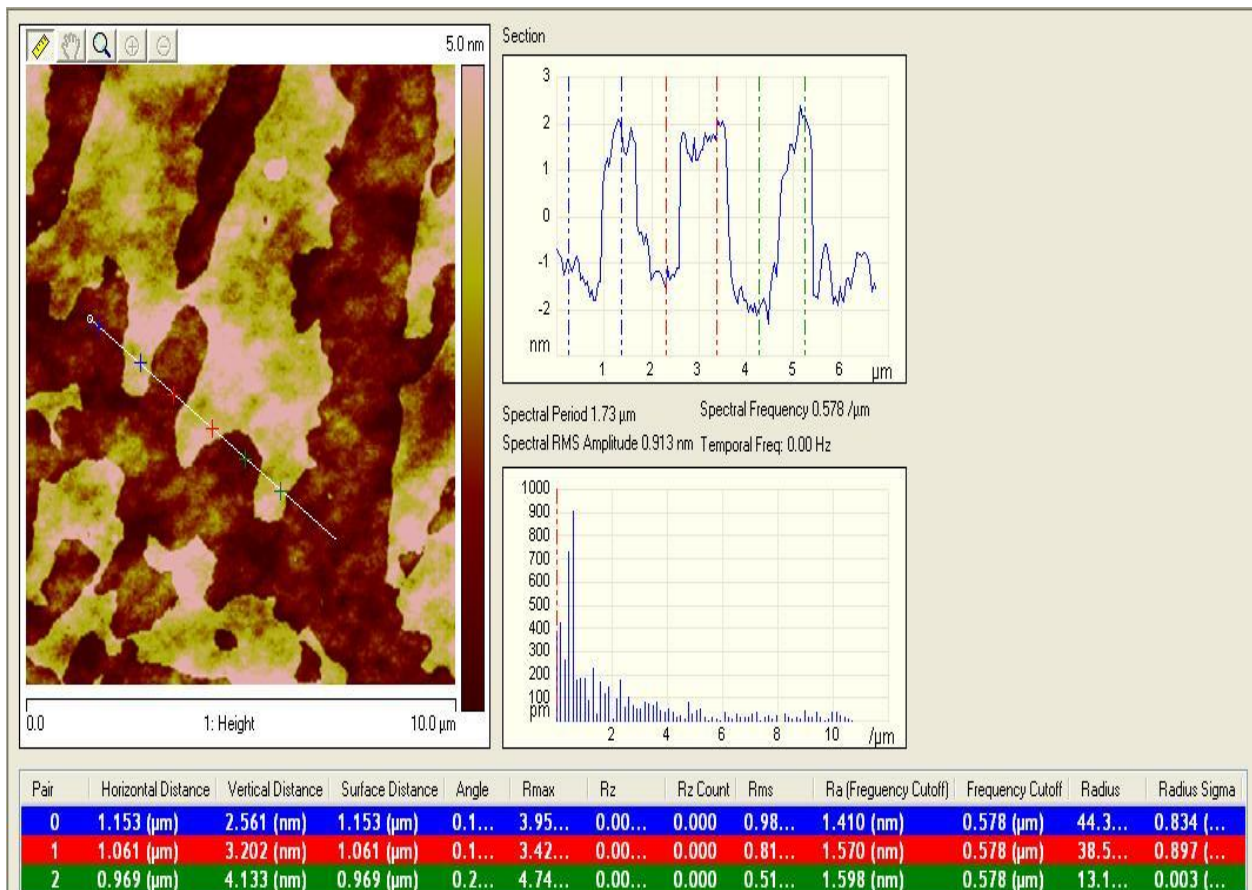 5.0 nm
0.0 1: Height 10.0 µm
Section
3
2
1
0
-1
-2
nm
1 2 3 4 5 6 µm
Spectral Period 1.73 µm Spectral Frequency 0.578 /µm
Spectral RMS Amplitude 0.913 nm Temporal Freq: 0.00 Hz
1000
900
800
700
600
500
400
300
200
100
pm
2 4 6 8 10 /µm
Pair Horizontal Distance Vertical Distance Surface Distance Angle Rmax Rz Rz Count Rms Ra (Freguency Cutoff) Frequency Cutoff Radius Radius Sigma
0 1.153 (µm) 2.561 (nm) 1.153 (µm) 0.1... 3.95... 0.00... 0.000 0.98... 1.410 (nm) 0.578 (µm) 44.3... 0.834 (...
1 1.061 (µm) 3.202 (nm) 1.061 (µm) 0.1... 3.42... 0.00... 0.000 0.81... 1.570 (nm) 0.578 (µm) 38.5... 0.897 (...
2 0.969 (µm) 4.133 (nm) 0.969 (µm) 0.2... 4.74... 0.00... 0.000 0.51... 1.598 (nm) 0.578 (µm) 13.1... 0.003 (...